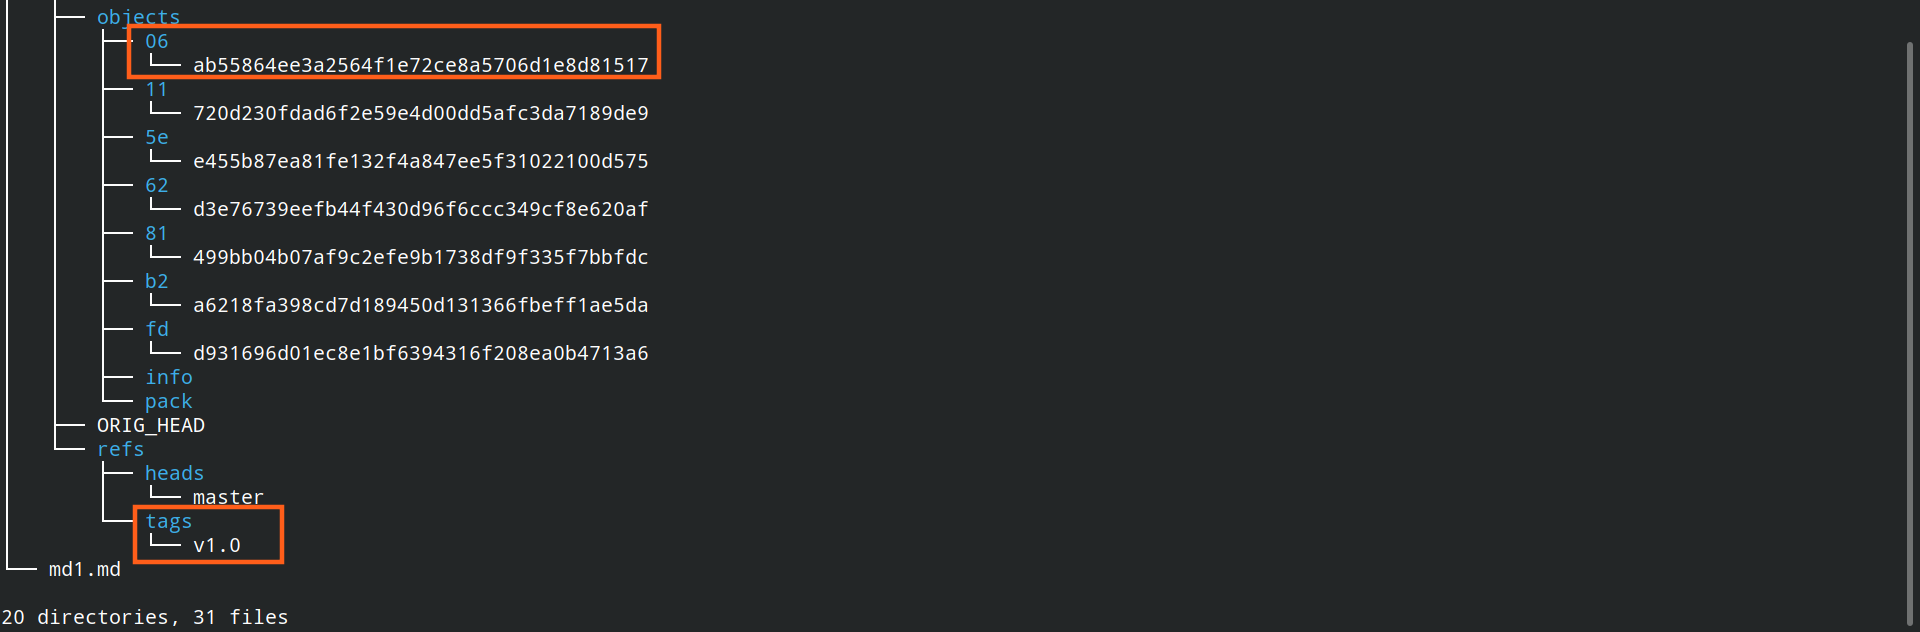 objects
06
ab55864ee3a2564f1e72ce8a5706d1e8d81517
11
720d230fdad6f2e59e4d00dd5afc3da7189de9
5e
e455b87ea81fe132f4a847ee5f31022100d575
62
d3e76739eefb44f430d96f6ccc349cf8e620af
81
499bb04b07af9c2efe9b1738df9f335f7bbfdc
b2
a6218fa398cd7d189450d131366fbeff1ae5da
fd
d931696d01ec8e1bf6394316f208ea0b4713a6
info
pack
ORIG_HEAD
refs
heads
master
tags
v1.0
md1.md
20 directories, 31 files